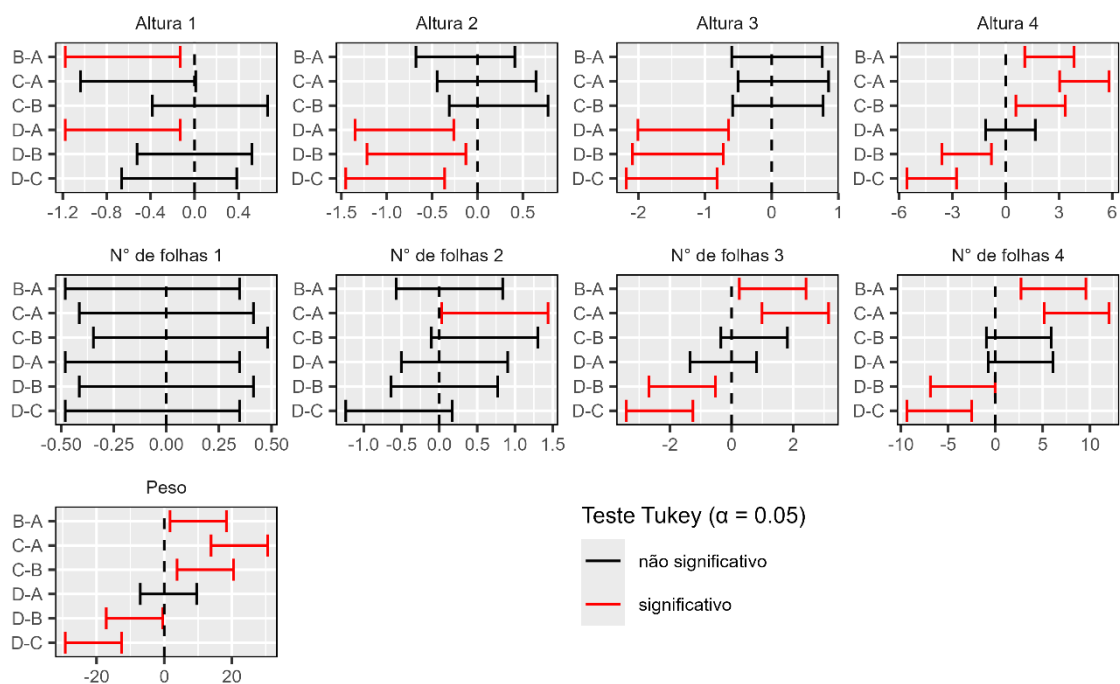 Altura 1
Altura 2
Altura 3
Altura 4
B-A
C-A
C-B
D-A
D-B
D-C
-1.2 -0.8 -0.4 0.0 0.4
B-A
C-A
C-B
D-A
D-B
D-C
-1.5 -1.0 -0.5 0.0 0.5
B-A
C-A
C-B
D-A
D-B
D-C
-2 -1 0 1
B-A
C-A
C-B
D-A
D-B
D-C
-6 -3 0 3 6
N° de folhas 1
N° de folhas 2
N° de folhas 3
N° de folhas 4
B-A
C-A
C-B
D-A
D-B
D-C
-0.50 -0.25 0.00 0.25 0.50
B-A
C-A
C-B
D-A
D-B
D-C
-1.0 -0.5 0.0 0.5 1.0 1.5
B-A
C-A
C-B
D-A
D-B
D-C
-2 0 2
B-A
C-A
C-B
D-A
D-B
D-C
-10 -5 0 5 10
Peso
B-A
C-A
C-B
D-A
D-B
D-C
-20 0 20
Teste Tukey (α = 0.05)
não significativo
significativo